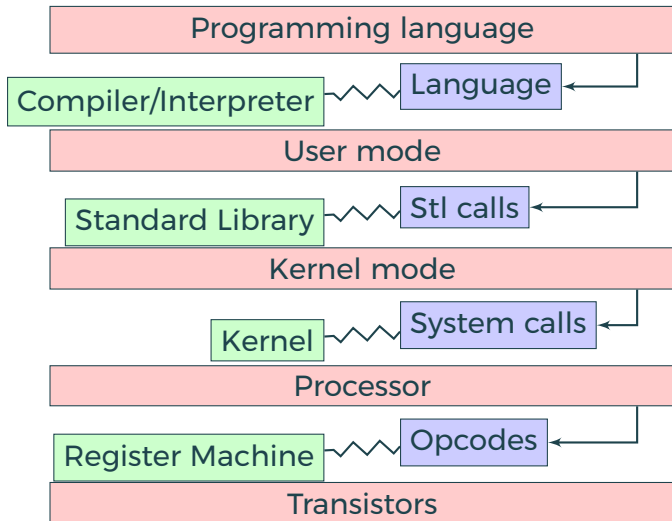 Programming language
Language
Compiler/Interpreter
User mode
Stl calls
Standard Library
Kernel mode
System calls
Kernel
Processor
Opcodes
Register Machine
Transistors